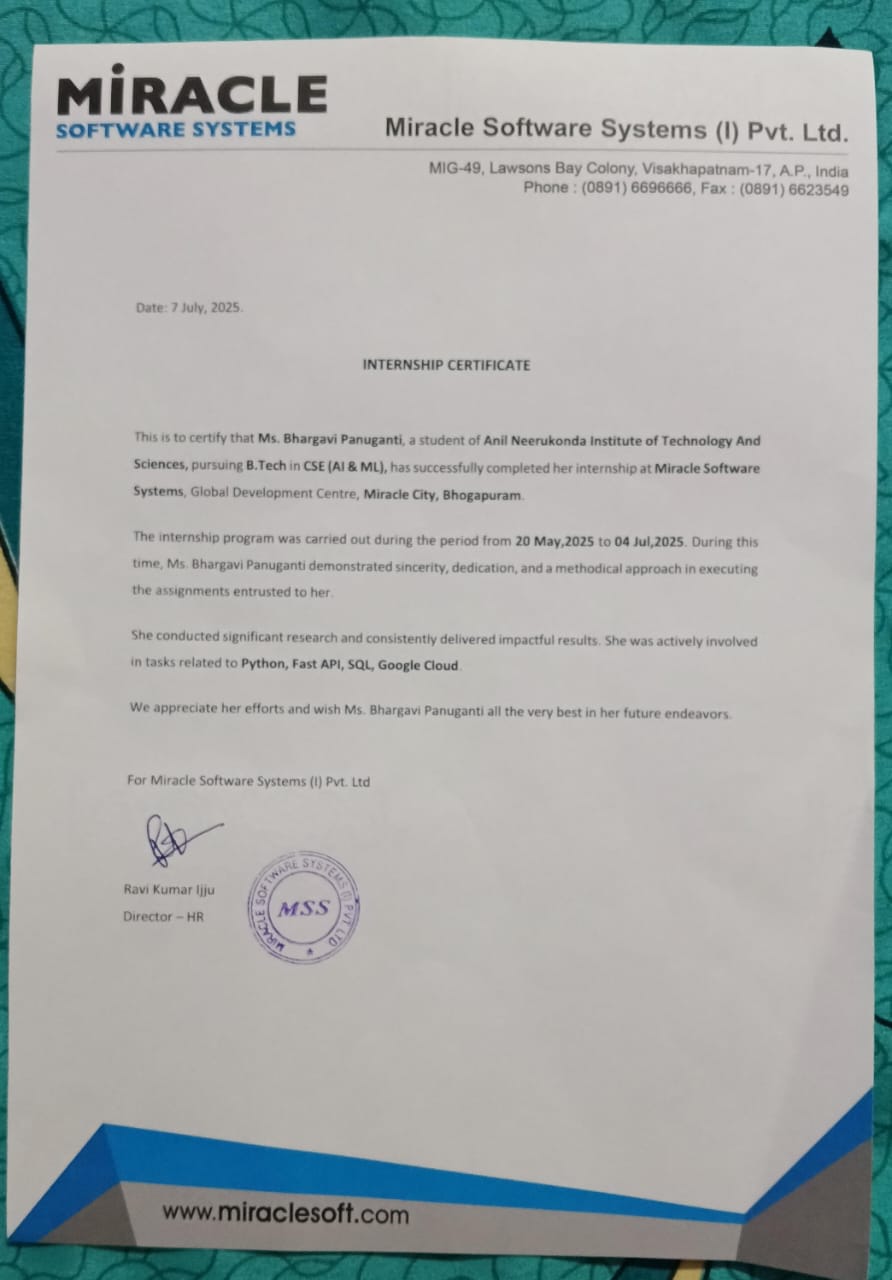 MiRACLE
SOFTWARE SYSTEMS
Miracle Software Systems (I) Pvt. Ltd.
MIG-49, Lawsons Bay Colony, Visakhapatnam-17, A.P., India
Phone : (0891) 6696666, Fax : (0891) 6623549
Date: 7 July, 2025.
INTERNSHIP CERTIFICATE
This is to certify that Ms. Bhargavi Panuganti, a student of Anil Neerukonda Institute of Technology And
Sciences, pursuing B.Tech in CSE (AI & ML), has successfully completed her internship at Miracle Software
Systems, Global Development Centre, Miracle City, Bhogapuram.
The internship program was carried out during the period from 20 May,2025 to 04 Jul,2025. During this
time, Ms. Bhargavi Panuganti demonstrated sincerity, dedication, and a methodical approach in executing
the assignments entrusted to her.
She conducted significant research and consistently delivered impactful results. She was actively involved
in tasks related to Python, Fast API, SQL, Google Cloud.
We appreciate her efforts and wish Ms. Bhargavi Panuganti all the very best in her future endeavors.
For Miracle Software Systems (I) Pvt. Ltd
Ravi Kumar Ijju
Director – HR
MIRACLE SOFTWARE SYSTEMS (I) PVT LTD
MSS
www.miraclesoft.com